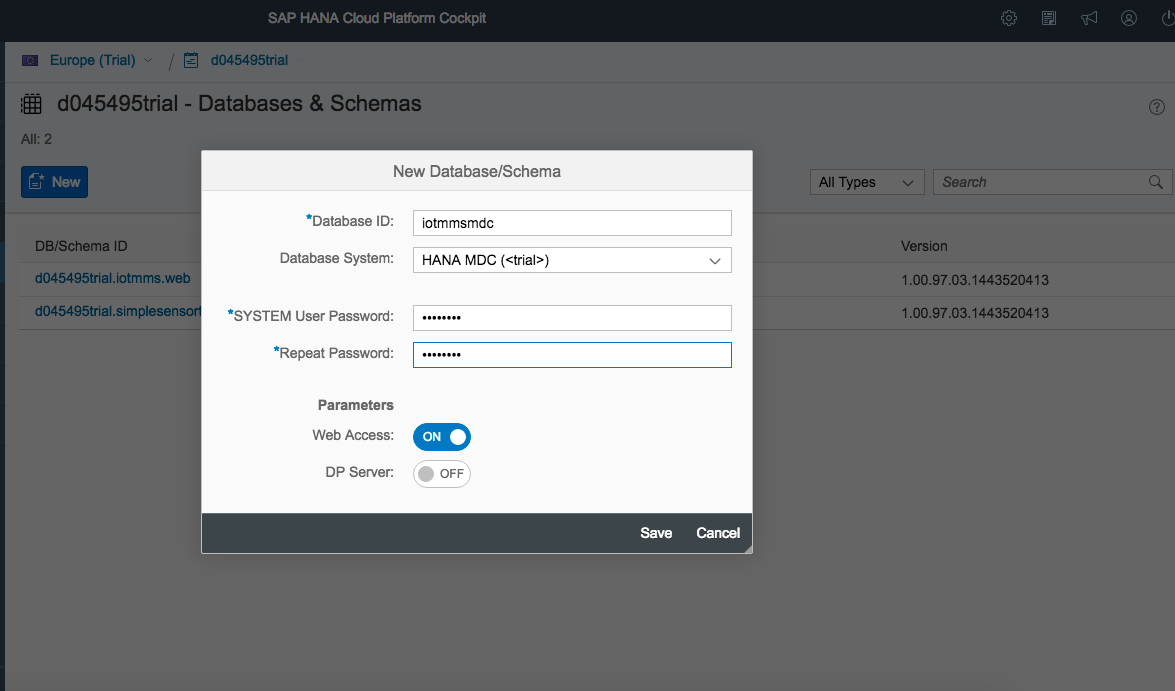 SAP HANA Cloud Platform Cockpit
Europe (Trial) / d045495trial
d045495trial - Databases & Schemas
All: 2
New
All Types
Search
DB/Schema ID
Version
d045495trial.iotmms.web
1.00.97.03.1443520413
d045495trial.simplesensort
1.00.97.03.1443520413
New Database/Schema
*Database ID: iotmmsmdc
Database System: HANA MDC (<trial>)
*SYSTEM User Password: ••••••••
*Repeat Password: ••••••••
Parameters
Web Access: ON
DP Server: OFF
Save Cancel